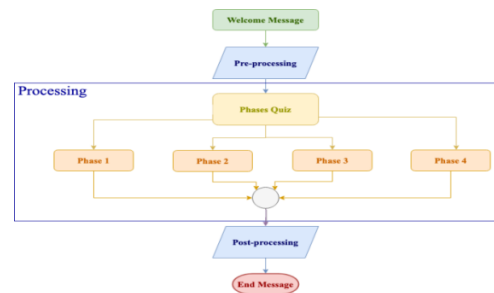 Welcome Message
Pre-processing
Processing
Phases Quiz
Phase 1
Phase 2
Phase 3
Phase 4
Post-processing
End Message